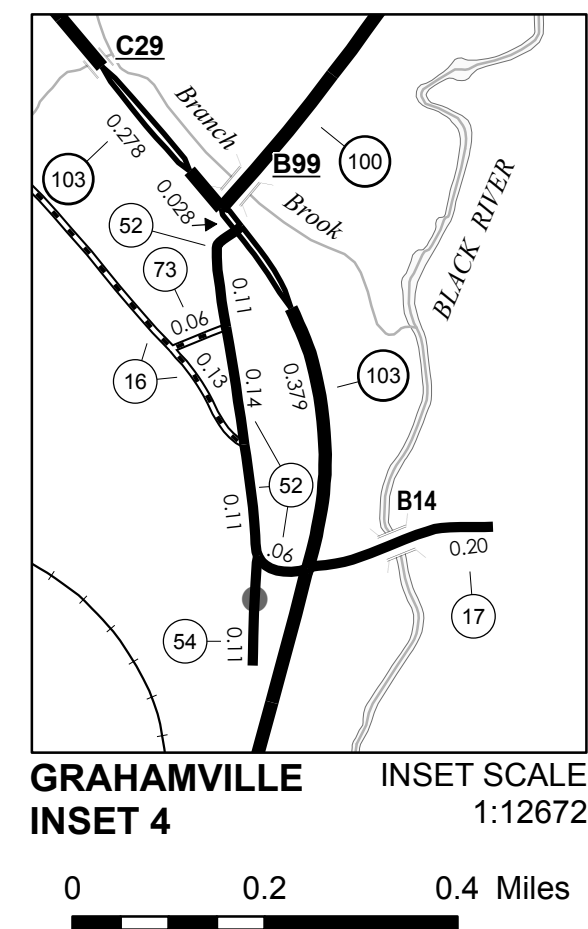 C29
Branch
103
0.278
B99
100
0.028
52
Brook
BLACK RIVER
73
0.11
0.06
0.13
16
0.14
0.379
103
52
0.11
B14
.06
0.20
17
54
0.11
GRAHAMVILLE
INSET 4
INSET SCALE
1:12672
0 0.2 0.4 Miles